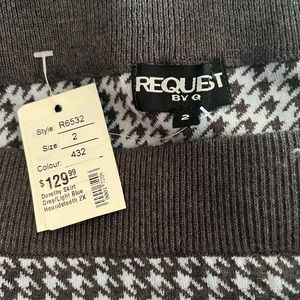 REQUEST
BY Q
2
Style: R6532
Size: 2
Colour: 432
$129.99
Dorothy Skirt
Grey/Light Blue
Houndstooth 2X